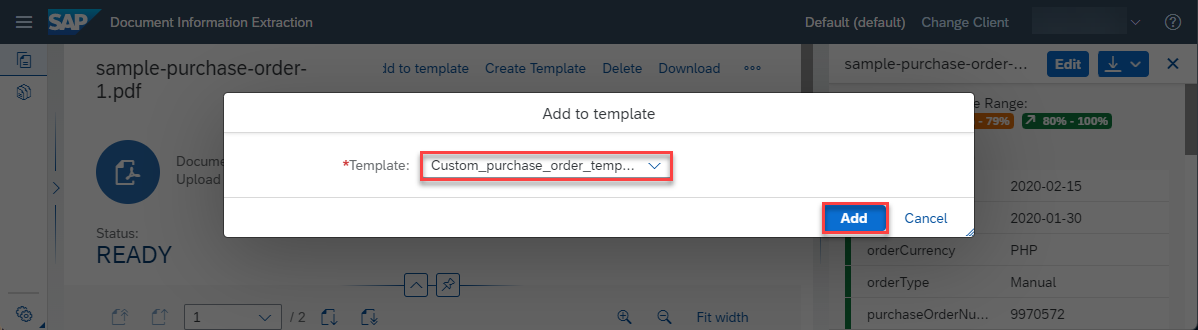 SAP Document Information Extraction Default (default) Change Client
sample-purchase-order-1.pdf
dd to template Create Template Delete Download
sample-purchase-order-... Edit
Add to template
e Range:
- 79% 80% - 100%
Docume
Upload
*Template: Custom_purchase_order_temp...
2020-02-15
Add Cancel
2020-01-30
Status:
READY
orderCurrency PHP
orderType Manual
1 / 2 Fit width
purchaseOrderNu... 9970572